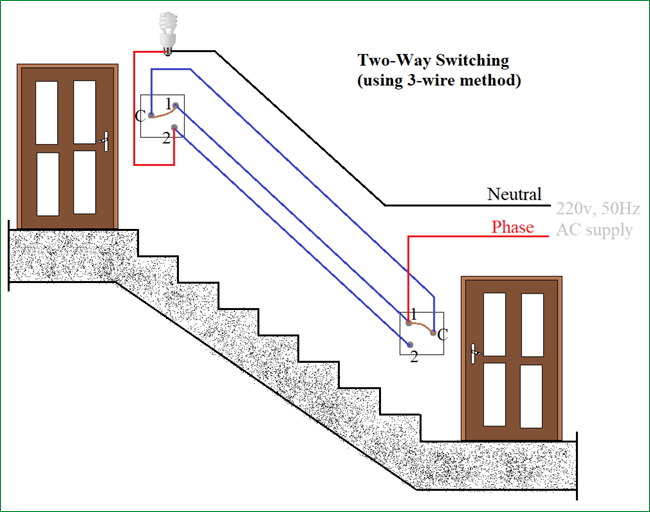 Two-Way Switching
(using 3-wire method)
1
C
2
Neutral
220v, 50Hz
Phase
AC supply
1
C
2